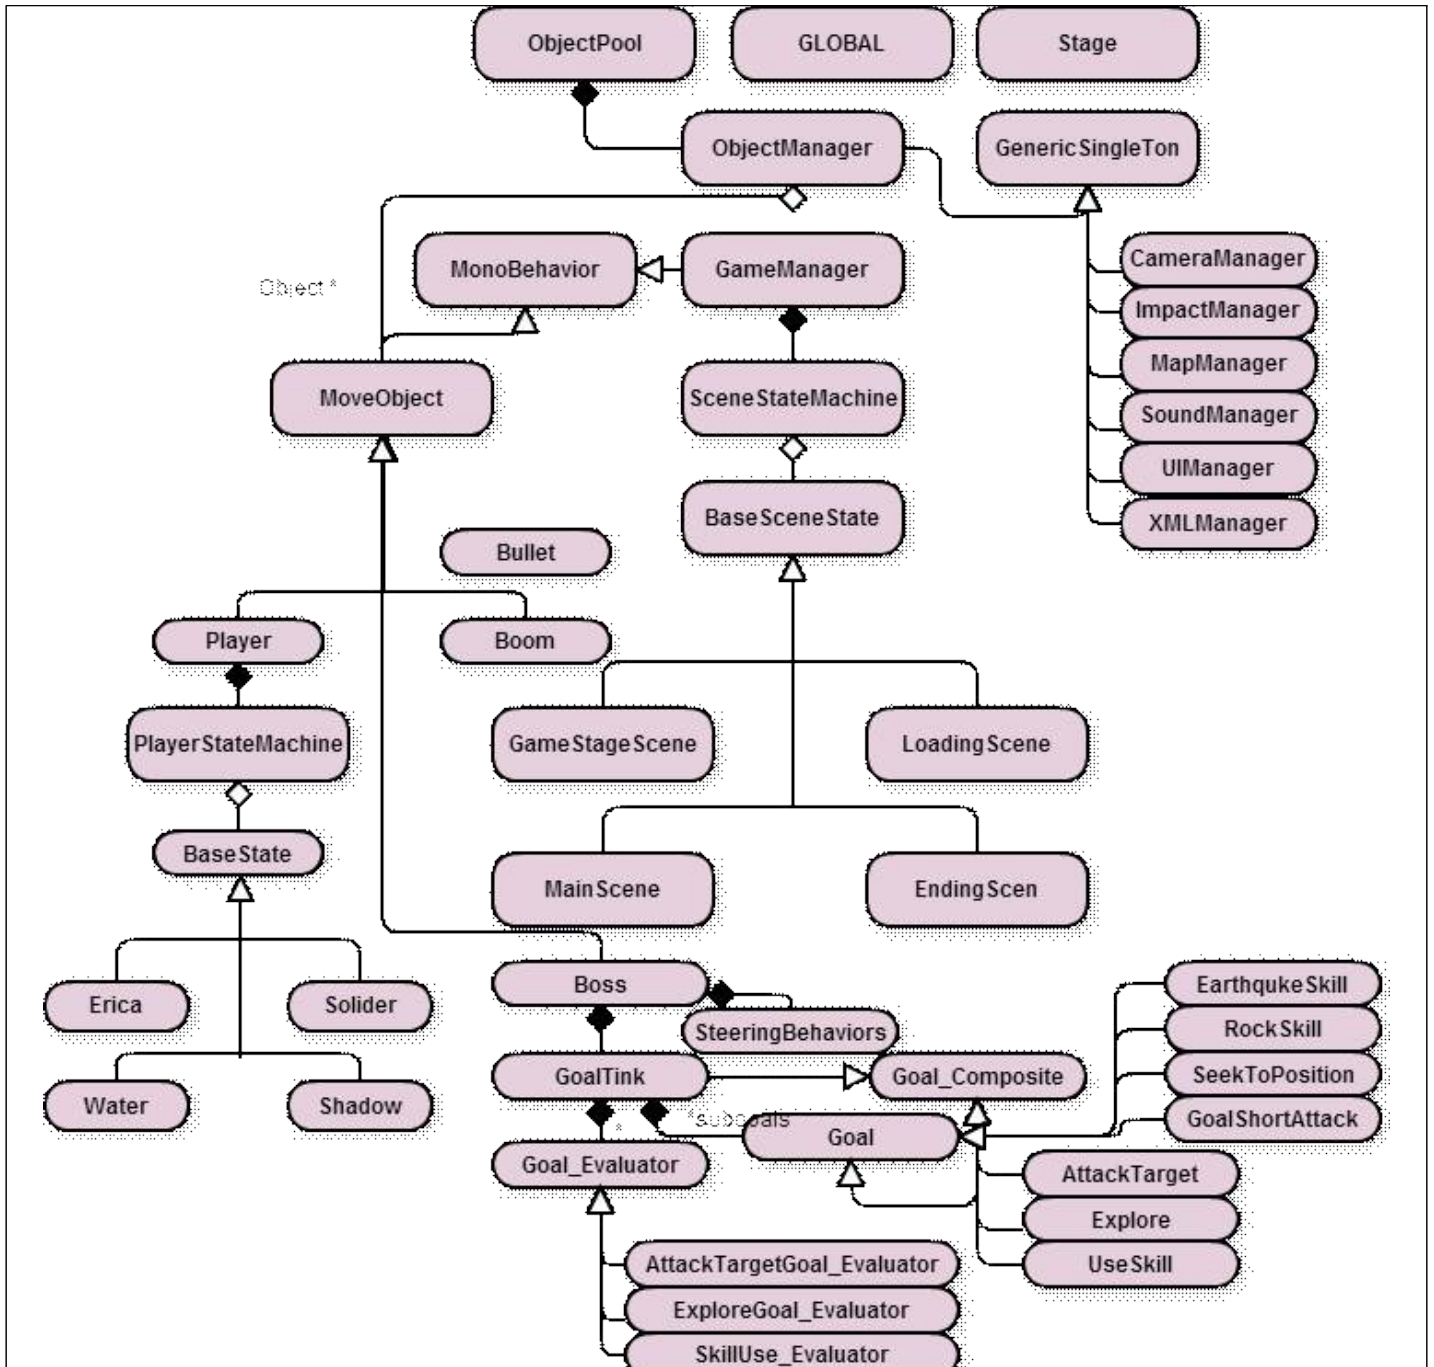 ObjectPool
GLOBAL
Stage
ObjectManager
GenericSingleTon
MonoBehavior
GameManager
CameraManager
Object *
ImpactManager
MapManager
MoveObject
SceneStateMachine
SoundManager
UIManager
BaseSceneState
XMLManager
Bullet
Player
Boom
PlayerStateMachine
GameStageScene
LoadingScene
BaseState
MainScene
EndingScen
Boss
EarthqukeSkill
Erica
Solider
SteeringBehaviors
RockSkill
GoalTink
Goal_Composite
SeekToPosition
Water
Shadow
*subgoals
GoalShortAttack
*
Goal
Goal_Evaluator
AttackTarget
Explore
AttackTargetGoal_Evaluator
UseSkill
ExploreGoal_Evaluator
SkillUse_Evaluator